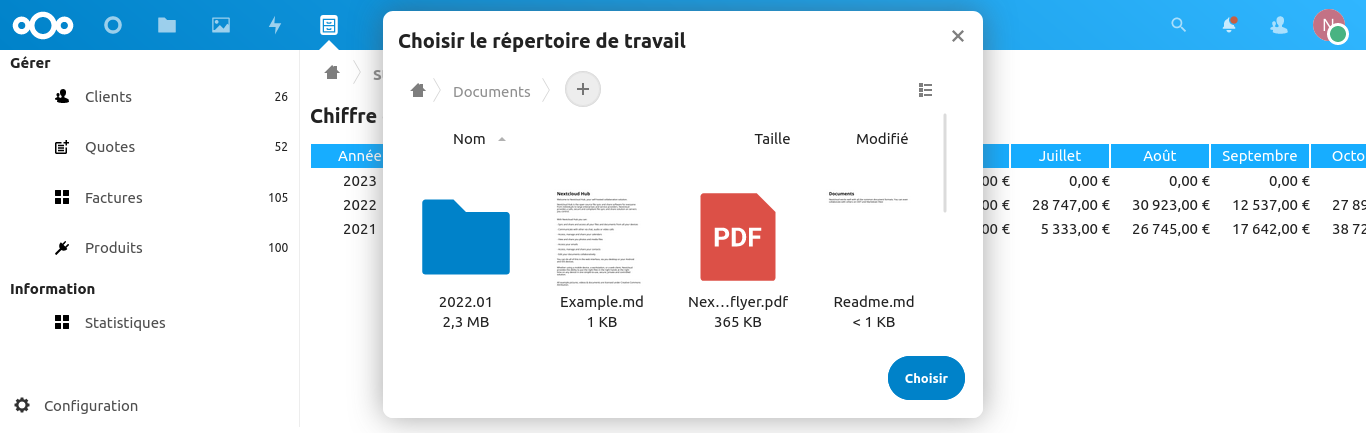 N
Gérer
Clients 26
Quotes 52
Factures 105
Produits 100
Information
Statistiques
Configuration
Chiffre
Année Juillet Août Septembre Octo
2023 0,00 € 0,00 € 0,00 €
2022 28 747,00 € 30 923,00 € 12 537,00 € 27 89
2021 5 333,00 € 26 745,00 € 17 642,00 € 38 72
Choisir le répertoire de travail
Documents
Nom Taille Modifié
Nextcloud Hub
Documents
PDF
2022.01 Example.md Nex...flyer.pdf Readme.md
2,3 MB 1 KB 365 KB < 1 KB
Choisir